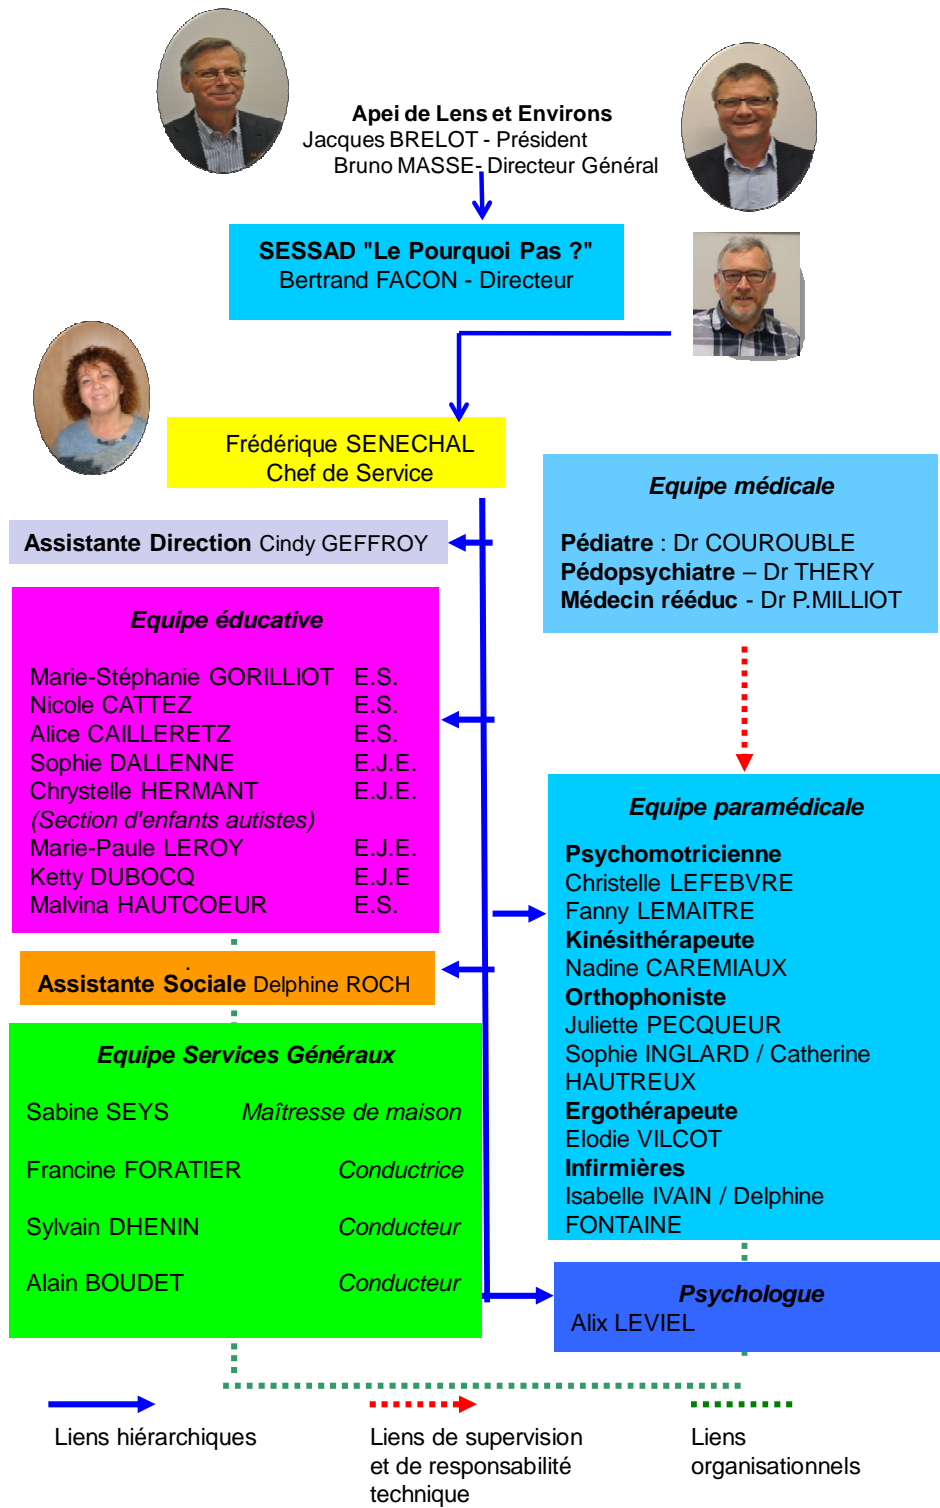 Apei de Lens et Environs
Jacques BRELOT - Président
Bruno MASSE- Directeur Général
SESSAD "Le Pourquoi Pas ?"
Bertrand FACON - Directeur
Frédérique SENECHAL
Chef de Service
Equipe médicale
Pédiatre : Dr COUROUBLE
Pédopsychiatre – Dr THERY
Médecin rééduc - Dr P.MILLIOT
Assistante Direction Cindy GEFFROY
Equipe éducative
Marie-Stéphanie GORILLIOT E.S.
Nicole CATTEZ E.S.
Alice CAILLERETZ E.S.
Sophie DALLENNE E.J.E.
Chrystelle HERMANT E.J.E.
(Section d'enfants autistes)
Marie-Paule LEROY E.J.E.
Ketty DUBOCQ E.J.E
Malvina HAUTCOEUR E.S.
Equipe paramédicale
Psychomotricienne
Christelle LEFEBVRE
Fanny LEMAITRE
Kinésithérapeute
Nadine CAREMIAUX
Orthophoniste
Juliette PECQUEUR
Sophie INGLARD / Catherine
HAUTREUX
Ergothérapeute
Elodie VILCOT
Infirmières
Isabelle IVAIN / Delphine
FONTAINE
.
Assistante Sociale Delphine ROCH
Equipe Services Généraux
Sabine SEYS Maîtresse de maison
Francine FORATIER Conductrice
Sylvain DHENIN Conducteur
Alain BOUDET Conducteur
Psychologue
Alix LEVIEL
Liens hiérarchiques
Liens de supervision
et de responsabilité
technique
Liens
organisationnels